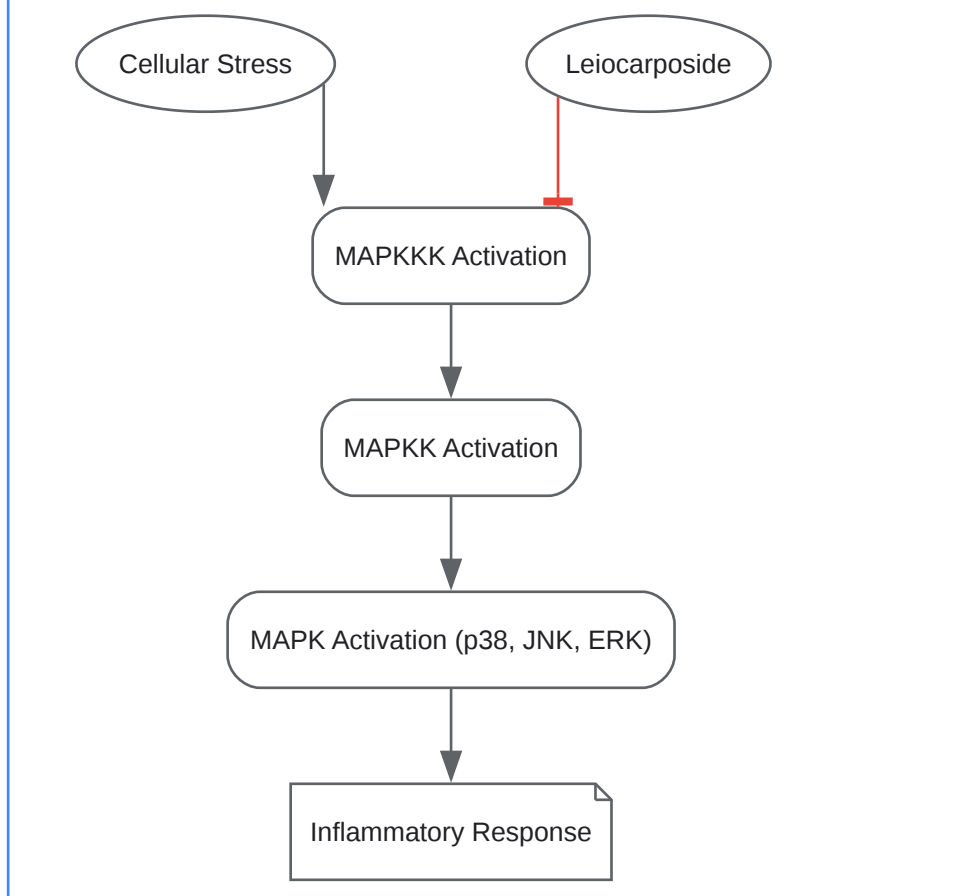 Cellular Stress
Leiocarposide
MAPKKK Activation
MAPKK Activation
MAPK Activation (p38, JNK, ERK)
Inflammatory Response